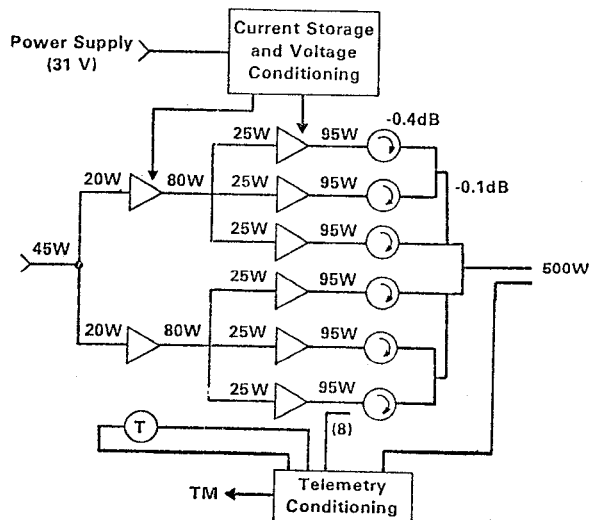 Current Storage
and Voltage
Conditioning
Power Supply
(31 V)
-0.4dB
25W 95W
20W 80W 25W 95W -0.1dB
25W 95W
45W 500W
25W 95W
20W 80W 25W 95W
25W 95W
(8)
T
TM
Telemetry
Conditioning